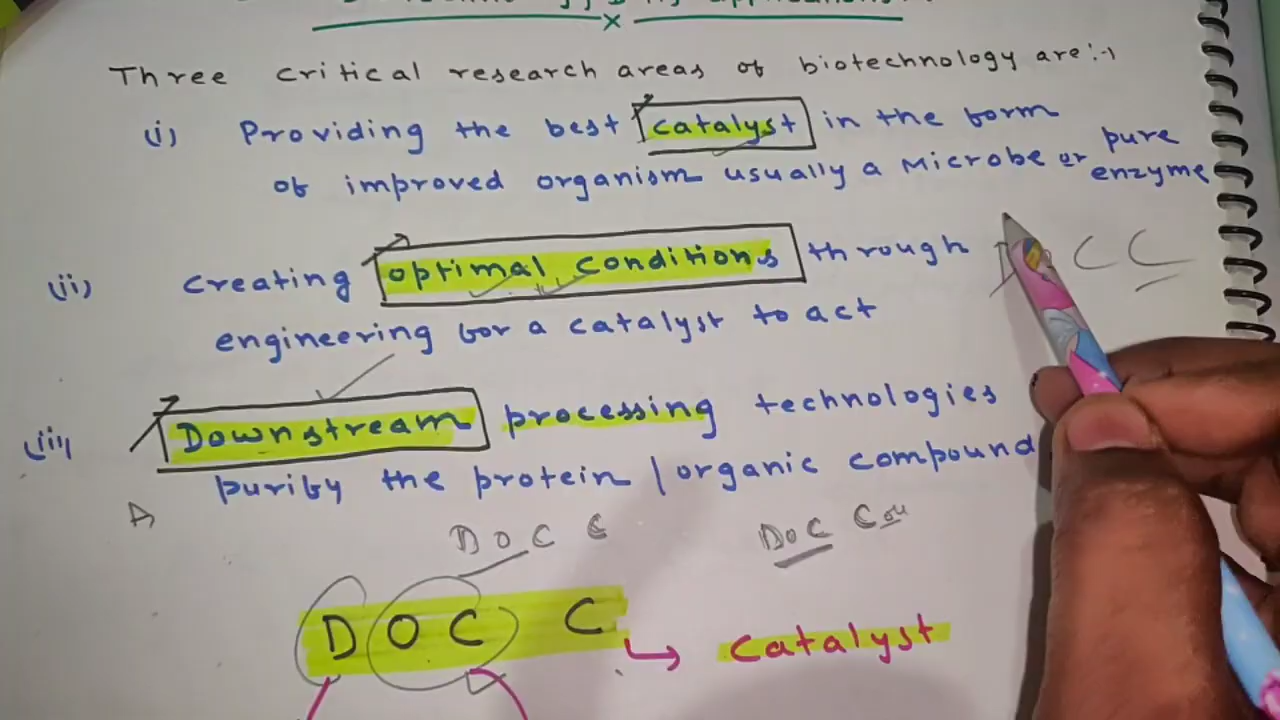 Three critical research areas of biotechnology are:-
(i) Providing the best catalyst in the form
of improved organism usually a Microbe or pure enzyme
(ii) Creating optimal conditions through
engineering for a catalyst to act
(iii) Downstream processing technologies
purify the protein / organic compound
A
D O C C
DOC Cou
D O C C
catalyst
C C